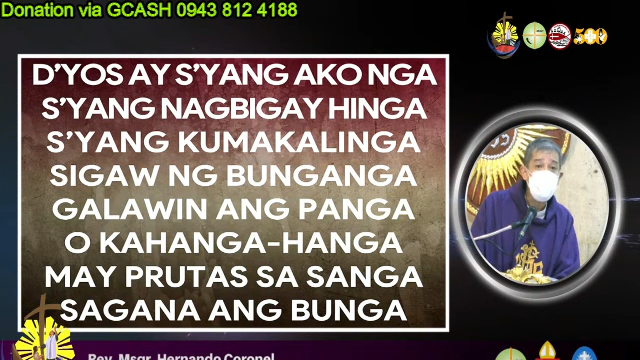 Donation via GCASH 0943 812 4188
500
D'YOS AY S'YANG AKO NGA
S'YANG NAGBIGAY HINGA
S'YANG KUMAKALINGA
SIGAW NG BUNGANGA
GALAWIN ANG PANGA
O KAHANGA-HANGA
MAY PRUTAS SA SANGA
SAGANA ANG BUNGA
Rev. Msgr. Hernando Coronel